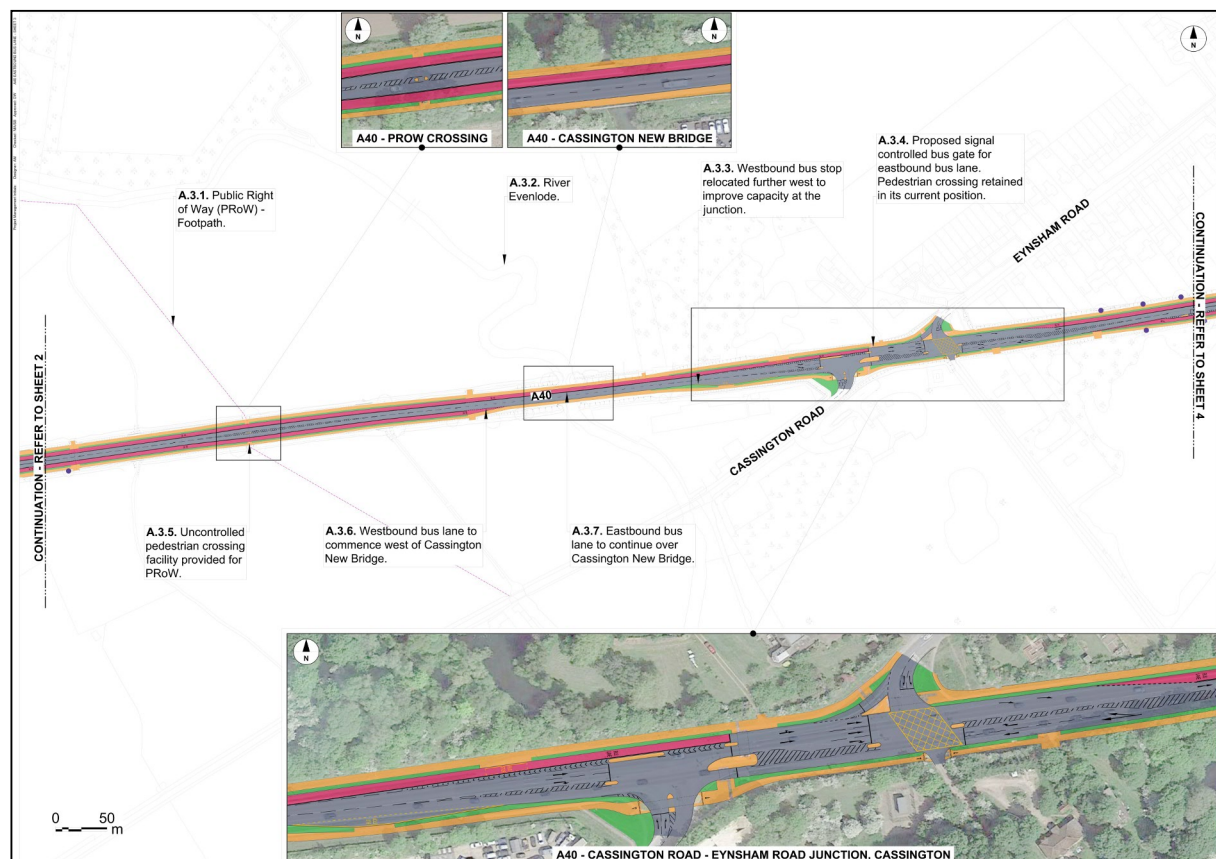 N
N
N
A40 - PROW CROSSING
A40 - CASSINGTON NEW BRIDGE
A.3.1. Public Right
of Way (PRoW) -
Footpath.
A.3.2. River
Evenlode.
A.3.3. Westbound bus stop
relocated further west to
improve capacity at the
junction.
A.3.4. Proposed signal
controlled bus gate for
eastbound bus lane.
Pedestrian crossing retained
in its current position.
EYNSHAM ROAD
CONTINUATION - REFER TO SHEET 4
CONTINUATION - REFER TO SHEET 2
A40
CASSINGTON ROAD
A.3.5. Uncontrolled
pedestrian crossing
facility provided for
PRoW.
A.3.6. Westbound bus lane to
commence west of Cassington
New Bridge.
A.3.7. Eastbound bus
lane to continue over
Cassington New Bridge.
N
0 50
m
A40 - CASSINGTON ROAD - EYNSHAM ROAD JUNCTION, CASSINGTON